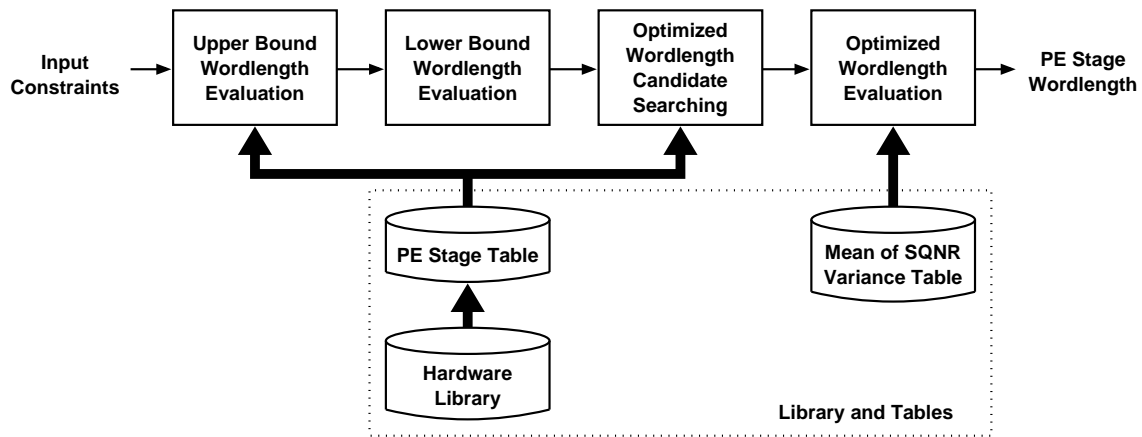 Input
Constraints
Upper Bound
Wordlength
Evaluation
Lower Bound
Wordlength
Evaluation
Optimized
Wordlength
Candidate
Searching
Optimized
Wordlength
Evaluation
PE Stage
Wordlength
PE Stage Table
Mean of SQNR
Variance Table
Hardware
Library
Library and Tables